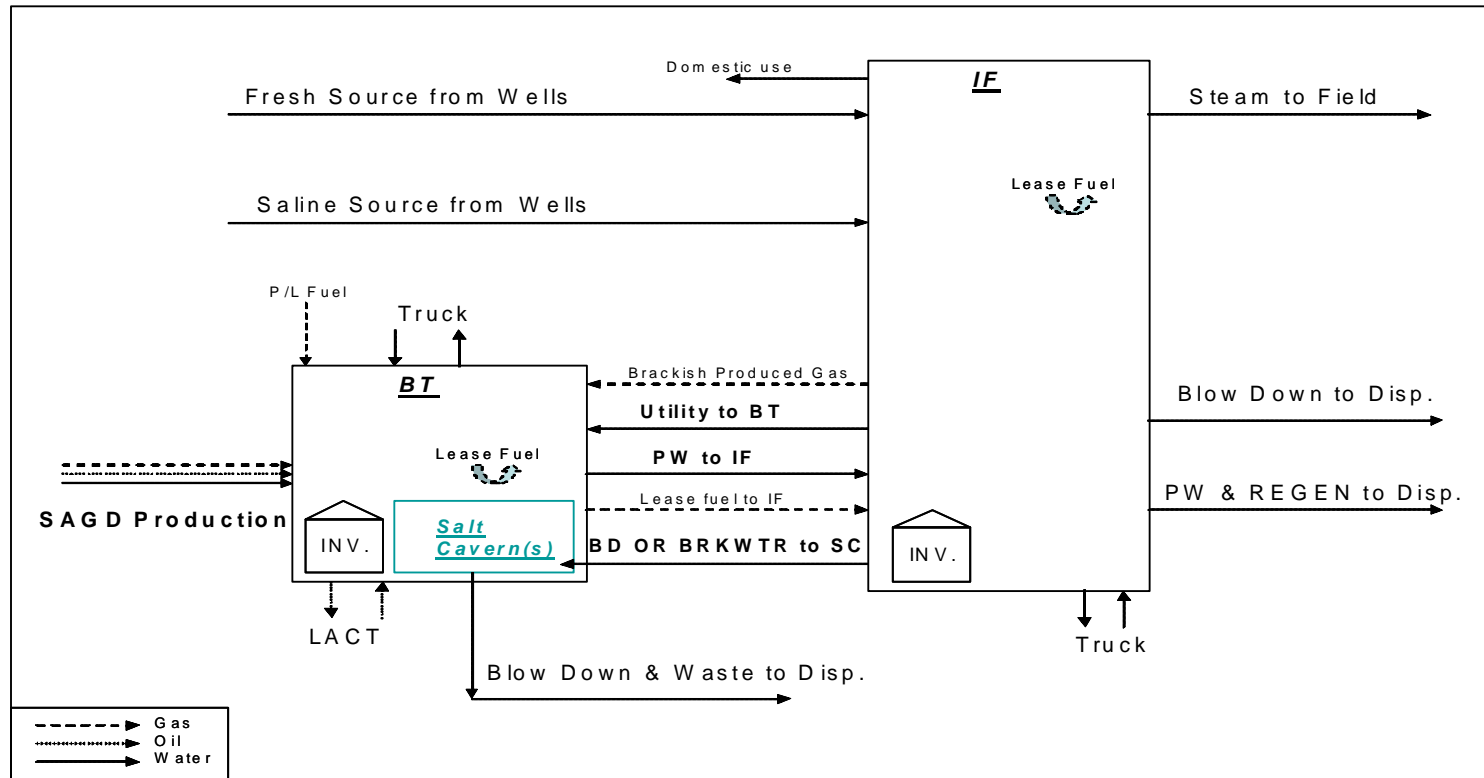 Domestic use
IF
Fresh Source from Wells
Steam to Field
Lease Fuel
Saline Source from Wells
P/L Fuel
Truck
BT
Brackish Produced Gas
Utility to BT
Blow Down to Disp.
Lease Fuel
PW to IF
Lease fuel to IF
PW & REGEN to Disp.
SAGD Production
INV.
Salt
Cavern(s)
BD OR BRKWTR to SC
INV.
LACT
Truck
Blow Down & Waste to Disp.
Gas
Oil
Water